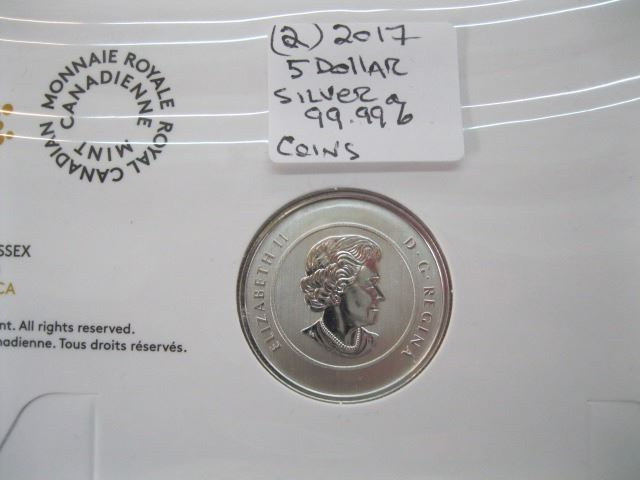 (2) 2017
5 DOLLAR
SILVER
99.99%
COINS
MONNAIE ROYALE CANADIENNE
ROYAL CANADIAN MINT
SSEX
CA
nt. All rights reserved.
nadienne. Tous droits réservés.
ELIZABETH II D·G·REGINA